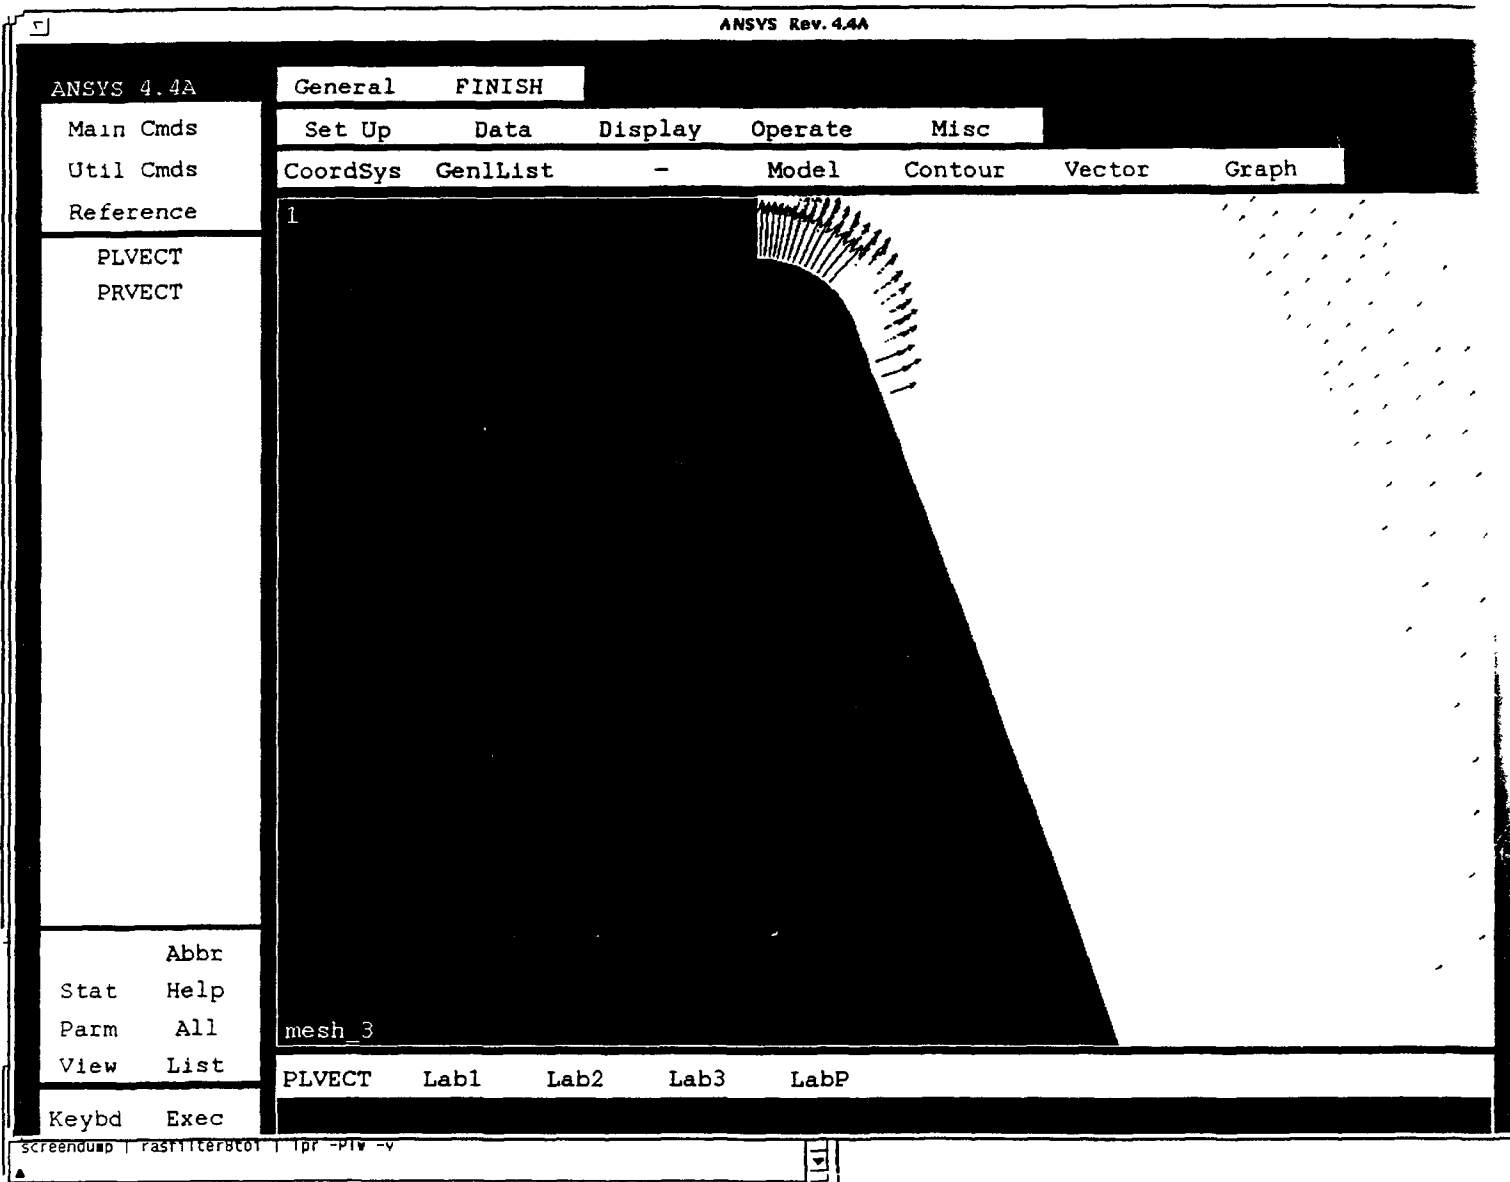 ANSYS Rev. 4.4A
ANSYS 4.4A
General FINISH
Main Cmds
Set Up Data Display Operate Misc
Util Cmds
CoordSys GenlList - Model Contour Vector Graph
Reference
1
PLVECT
PRVECT
Abbr
Stat Help
Parm All
mesh_3
View List
PLVECT Lab1 Lab2 Lab3 LabP
Keybd Exec
screendump | rasfilter8to1 | lpr -Plw -v